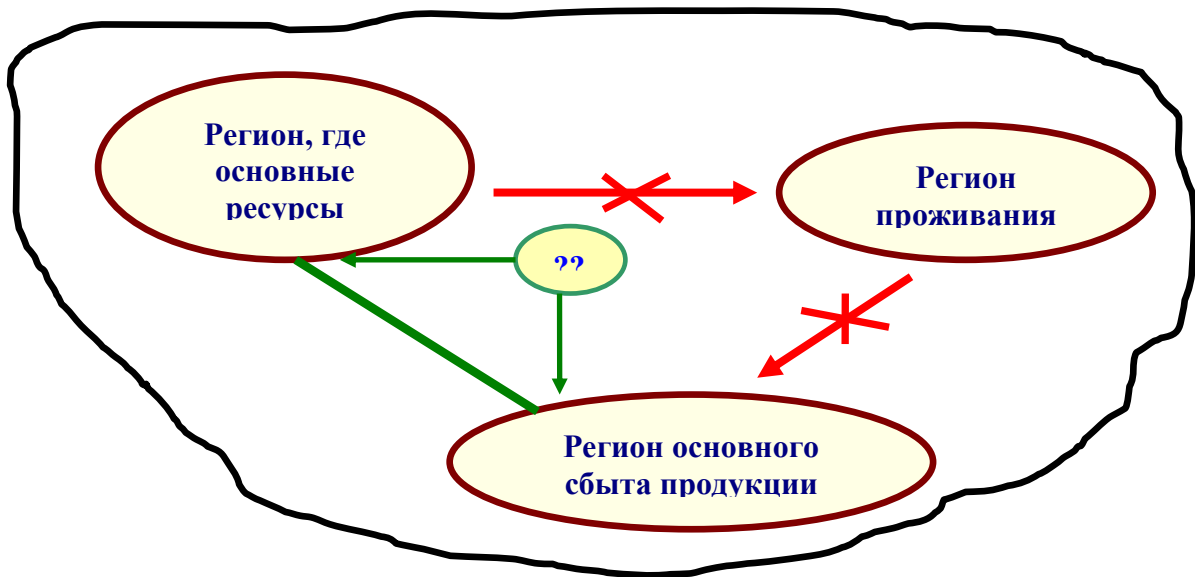 Регион, где
основные
ресурсы
Регион
проживания
??
Регион основного
сбыта продукции